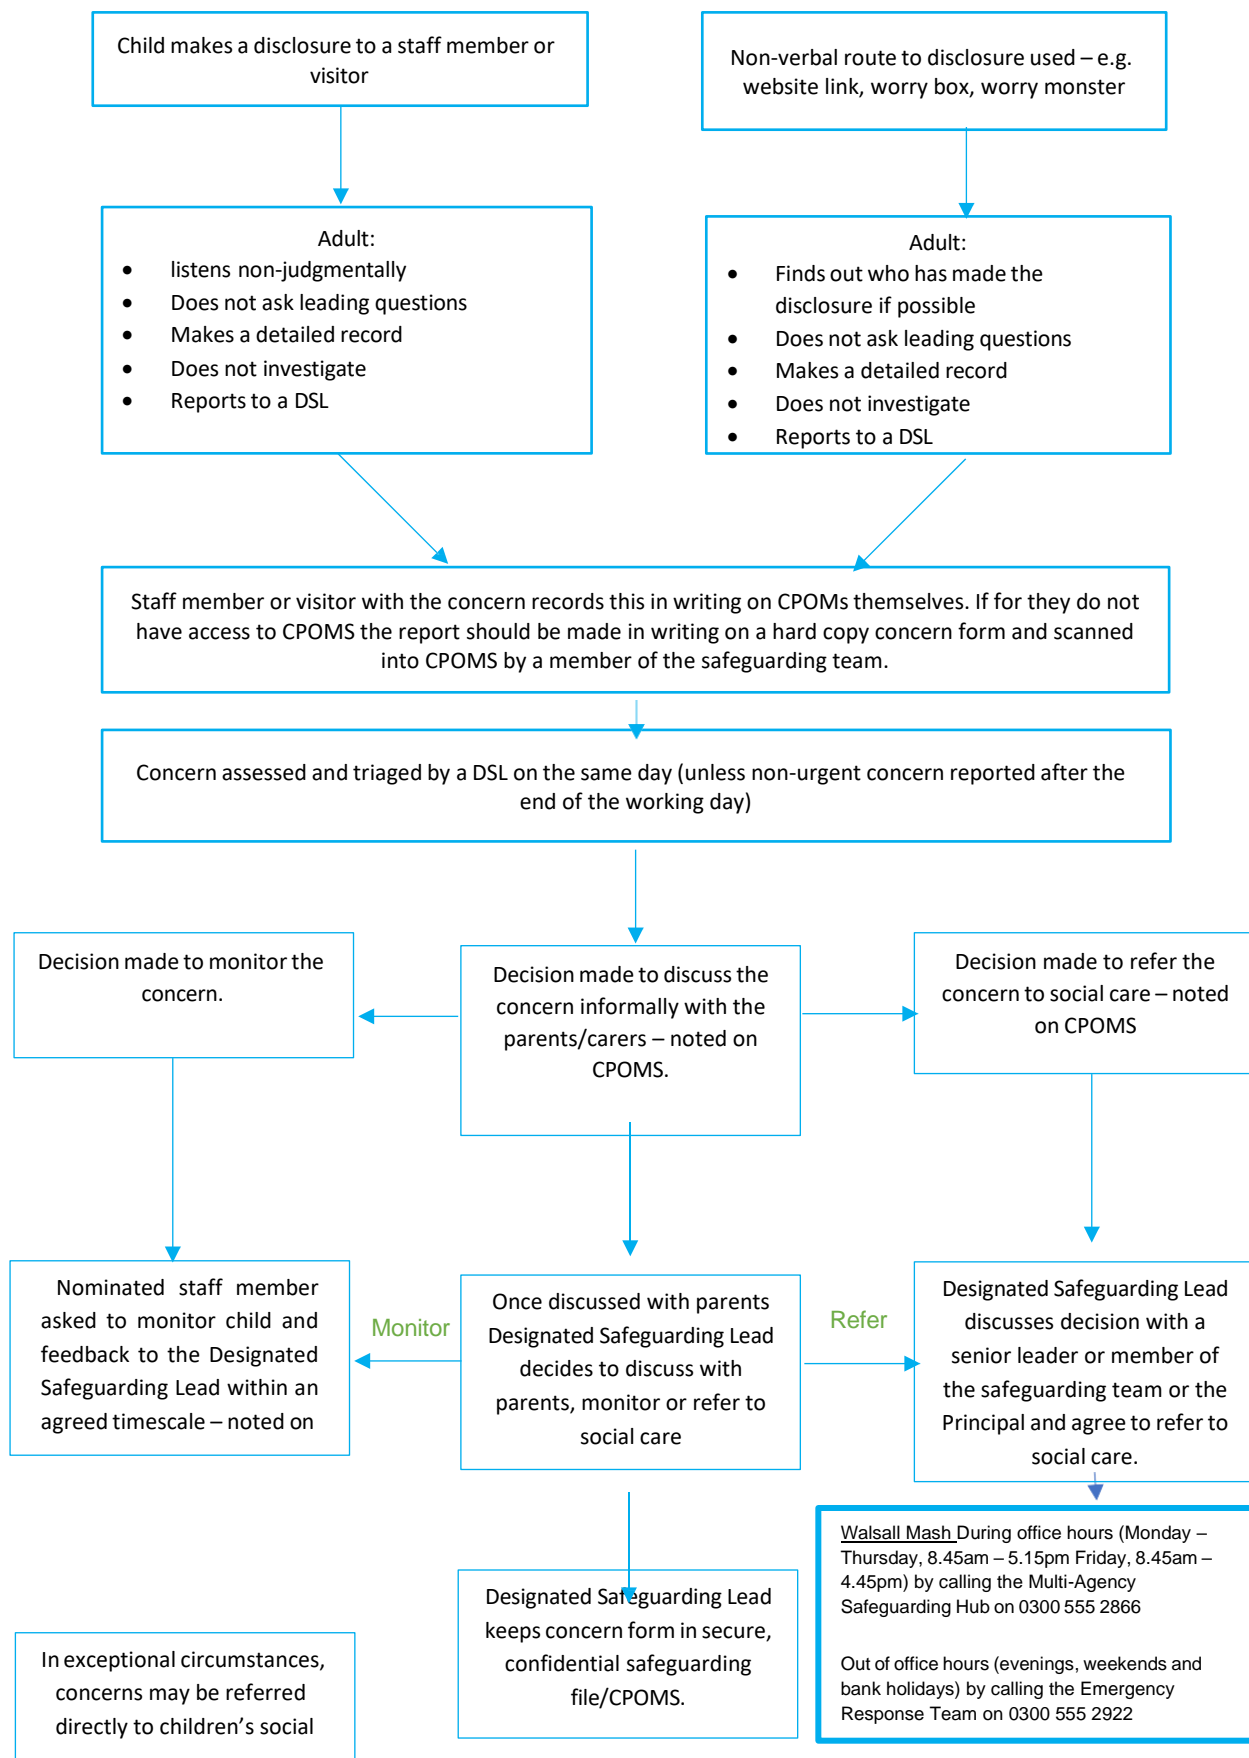 Child makes a disclosure to a staff member or
visitor
Non-verbal route to disclosure used – e.g.
website link, worry box, worry monster
Adult:
• listens non-judgmentally
• Does not ask leading questions
• Makes a detailed record
• Does not investigate
• Reports to a DSL
Adult:
• Finds out who has made the
disclosure if possible
• Does not ask leading questions
• Makes a detailed record
• Does not investigate
• Reports to a DSL
Staff member or visitor with the concern records this in writing on CPOMs themselves. If for they do not
have access to CPOMS the report should be made in writing on a hard copy concern form and scanned
into CPOMS by a member of the safeguarding team.
Concern assessed and triaged by a DSL on the same day (unless non-urgent concern reported after the
end of the working day)
Decision made to monitor the
concern.
Decision made to discuss the
concern informally with the
parents/carers – noted on
CPOMS.
Decision made to refer the
concern to social care – noted
on CPOMS
Nominated staff member
asked to monitor child and
feedback to the Designated
Safeguarding Lead within an
agreed timescale – noted on
Monitor
Once discussed with parents
Designated Safeguarding Lead
decides to discuss with
parents, monitor or refer to
social care
Refer
Designated Safeguarding Lead
discusses decision with a
senior leader or member of
the safeguarding team or the
Principal and agree to refer to
social care.
Designated Safeguarding Lead
keeps concern form in secure,
confidential safeguarding
file/CPOMS.
Walsall Mash During office hours (Monday –
Thursday, 8.45am – 5.15pm Friday, 8.45am –
4.45pm) by calling the Multi-Agency
Safeguarding Hub on 0300 555 2866
Out of office hours (evenings, weekends and
bank holidays) by calling the Emergency
Response Team on 0300 555 2922
In exceptional circumstances,
concerns may be referred
directly to children’s social